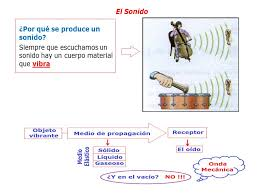 El Sonido
¿Por qué se produce un
sonido?
Siempre que escuchamos un
sonido hay un cuerpo material
que vibra
Objeto
vibrante
Medio de propagación
Receptor
Medio
Elástico
Sólido
Líquido
Gaseoso
El oído
¿Y en el vacío? NO !!!
Onda
Mecánica